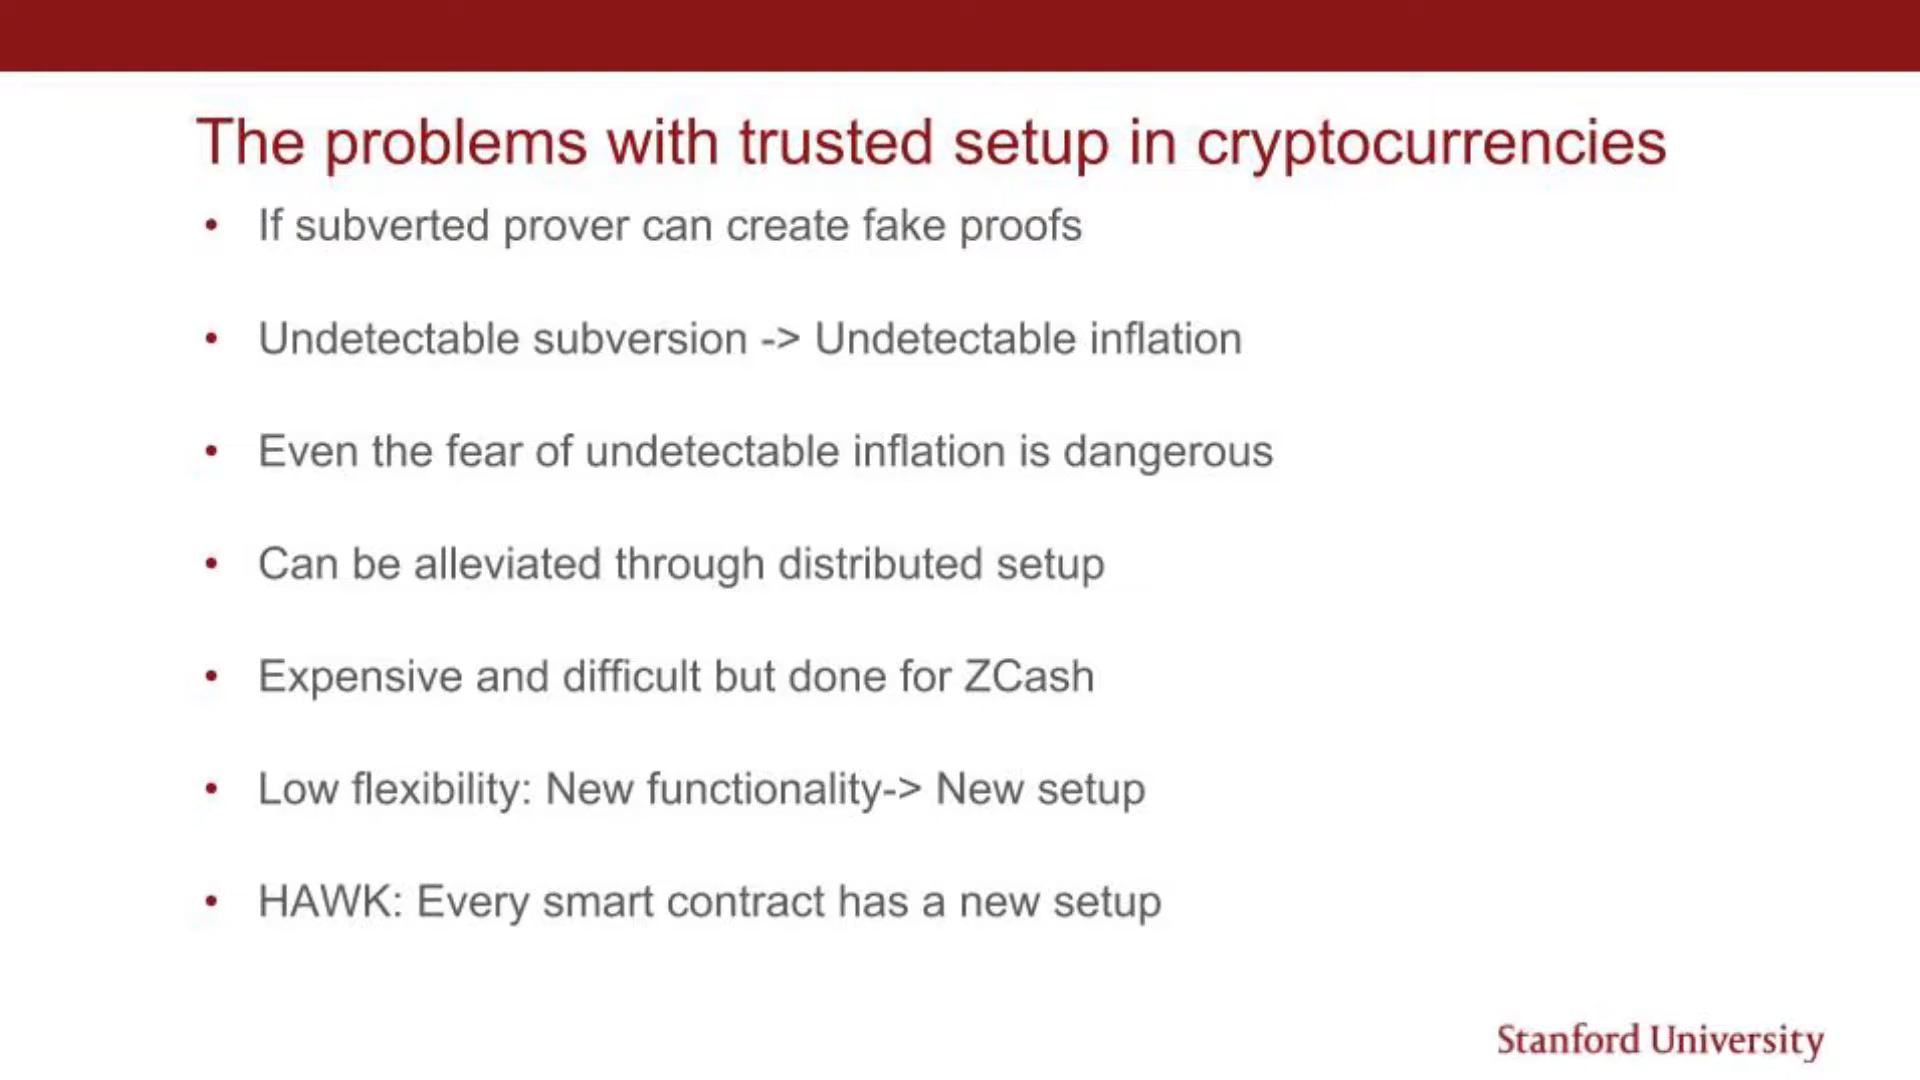 The problems with trusted setup in cryptocurrencies
• If subverted prover can create fake proofs
• Undetectable subversion -> Undetectable inflation
• Even the fear of undetectable inflation is dangerous
• Can be alleviated through distributed setup
• Expensive and difficult but done for ZCash
• Low flexibility: New functionality-> New setup
• HAWK: Every smart contract has a new setup
Stanford University